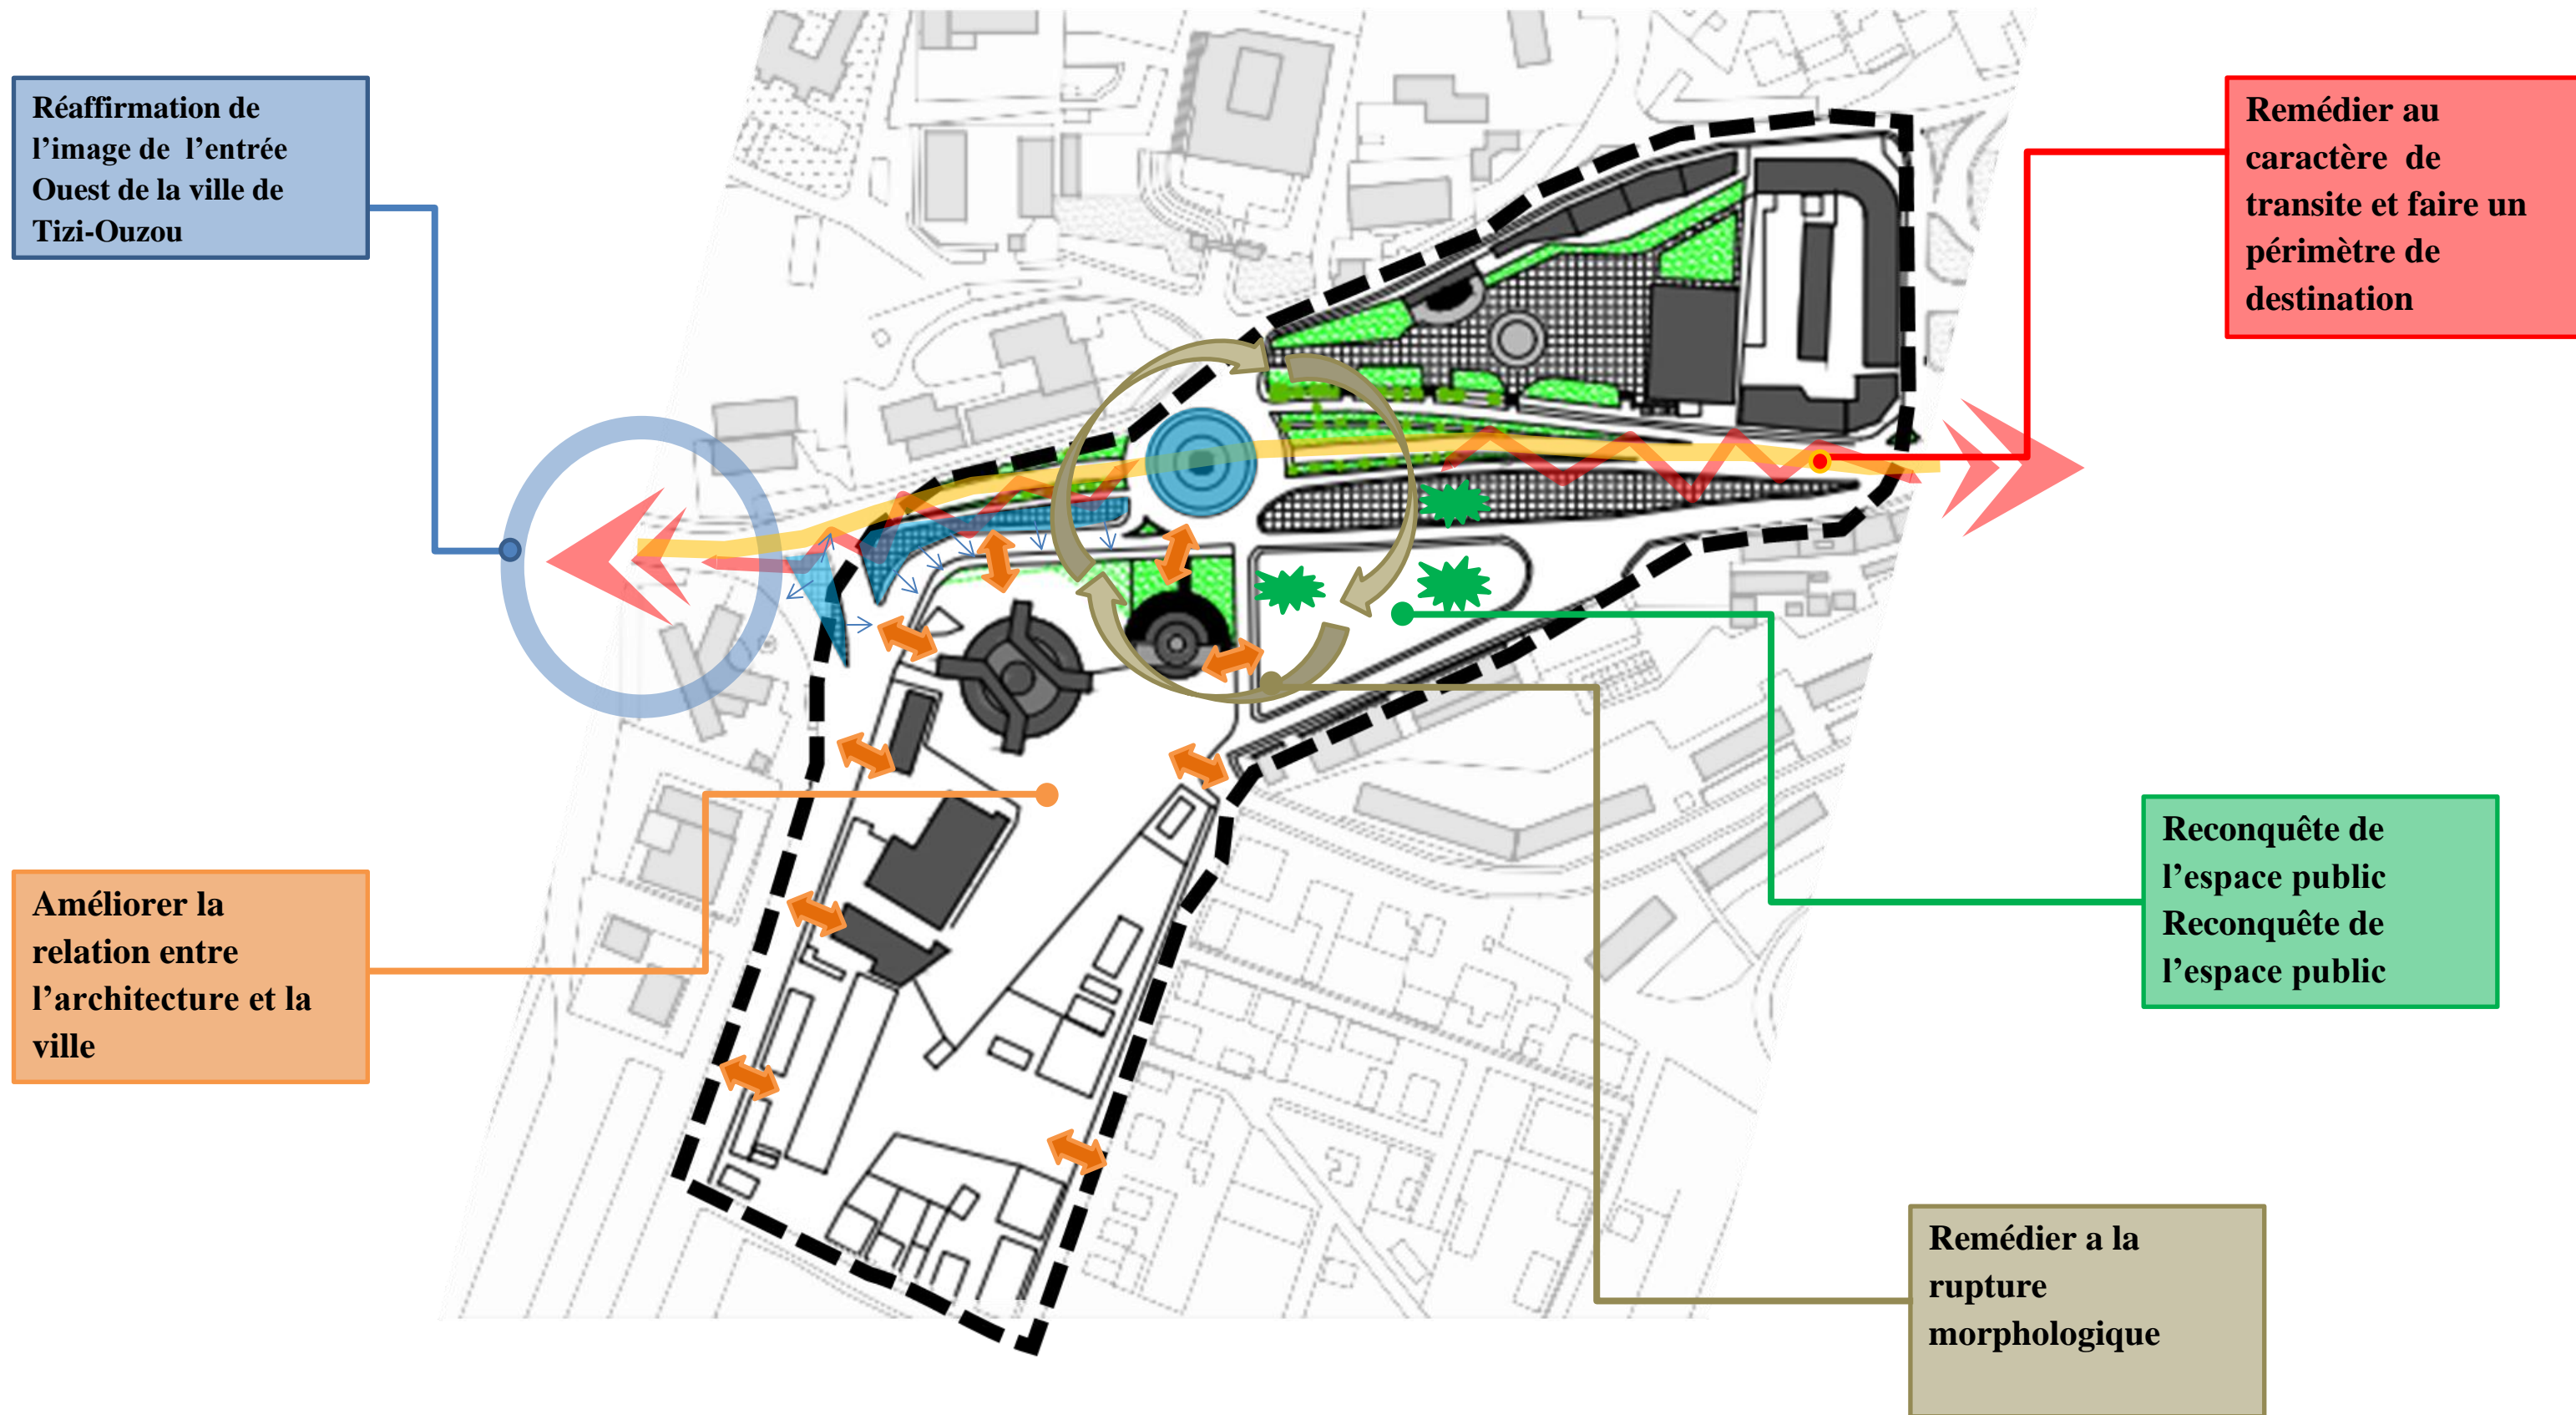 Réaffirmation de
l’image de l’entrée
Ouest de la ville de
Tizi-Ouzou
Remédier au
caractère de
transite et faire un
périmètre de
destination
Améliorer la
relation entre
l’architecture et la
ville
Reconquête de
l’espace public
Reconquête de
l’espace public
Remédier a la
rupture
morphologique